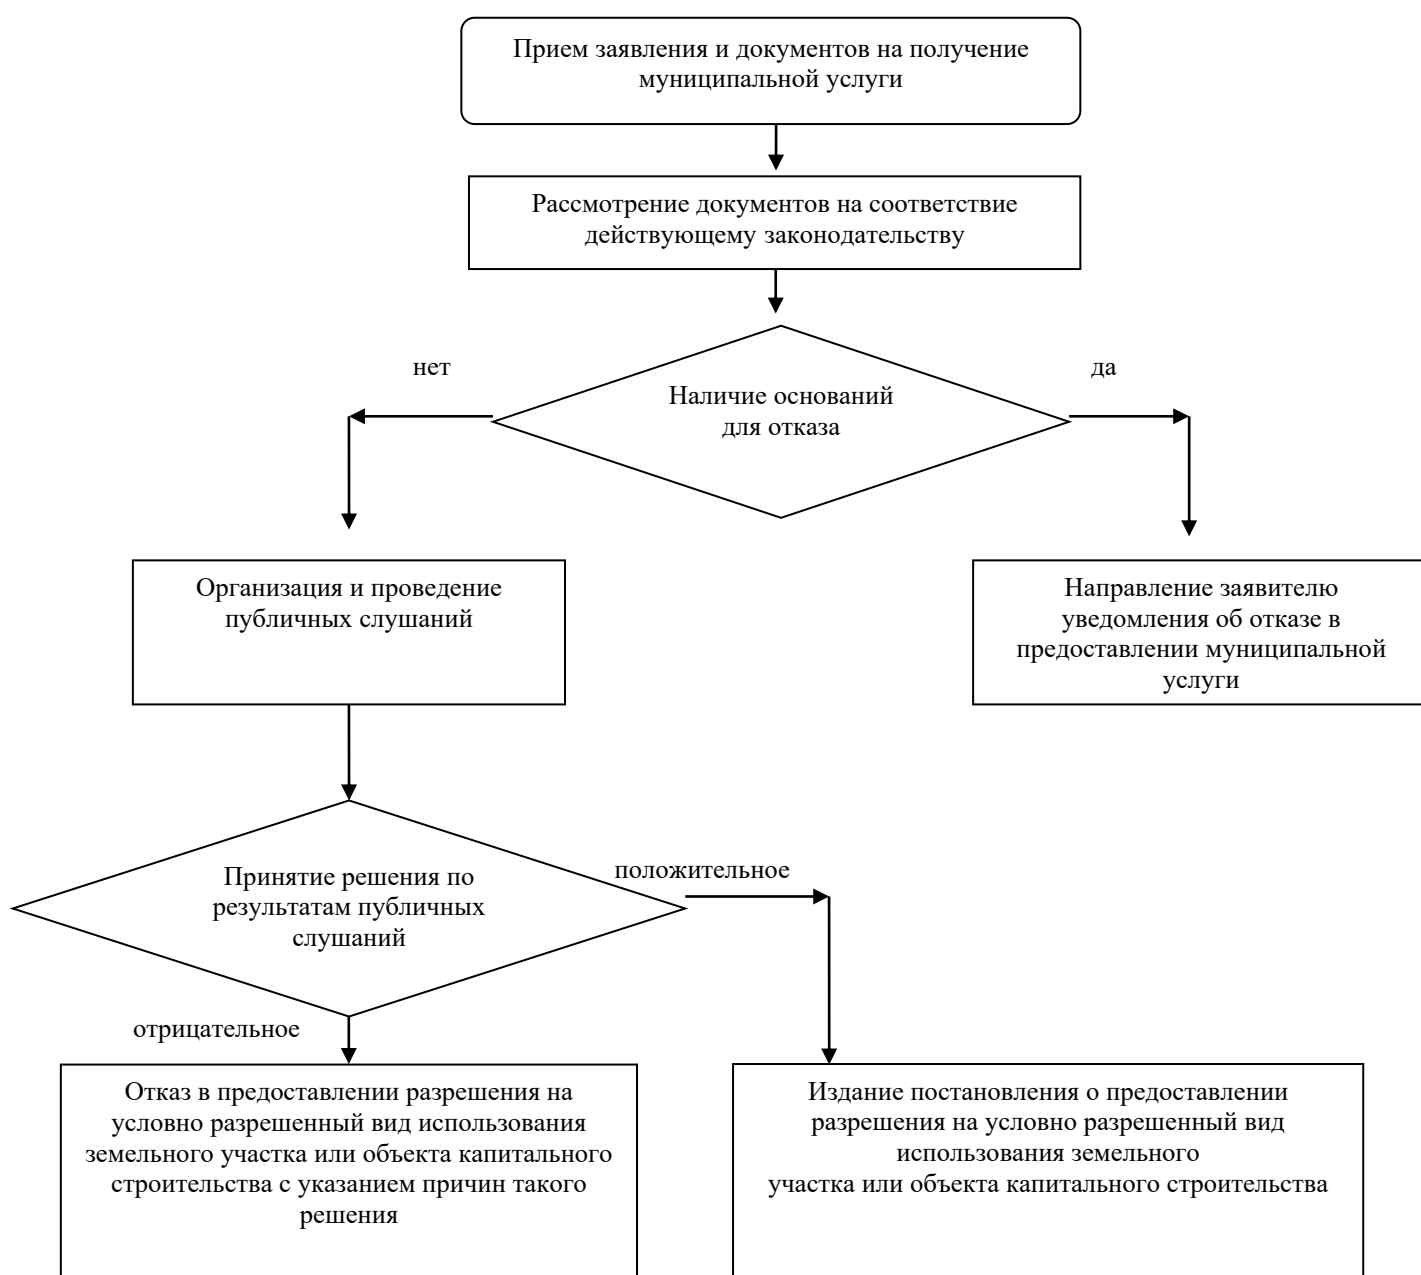 Прием заявления и документов на получение
муниципальной услуги
Рассмотрение документов на соответствие
действующему законодательству
нет
да
Наличие оснований
для отказа
Организация и проведение
публичных слушаний
Направление заявителю
уведомления об отказе в
предоставлении муниципальной
услуги
Принятие решения по
результатам публичных
слушаний
положительное
отрицательное
Отказ в предоставлении разрешения на
условно разрешенный вид использования
земельного участка или объекта капитального
строительства с указанием причин такого
решения
Издание постановления о предоставлении
разрешения на условно разрешенный вид
использования земельного
участка или объекта капитального строительства